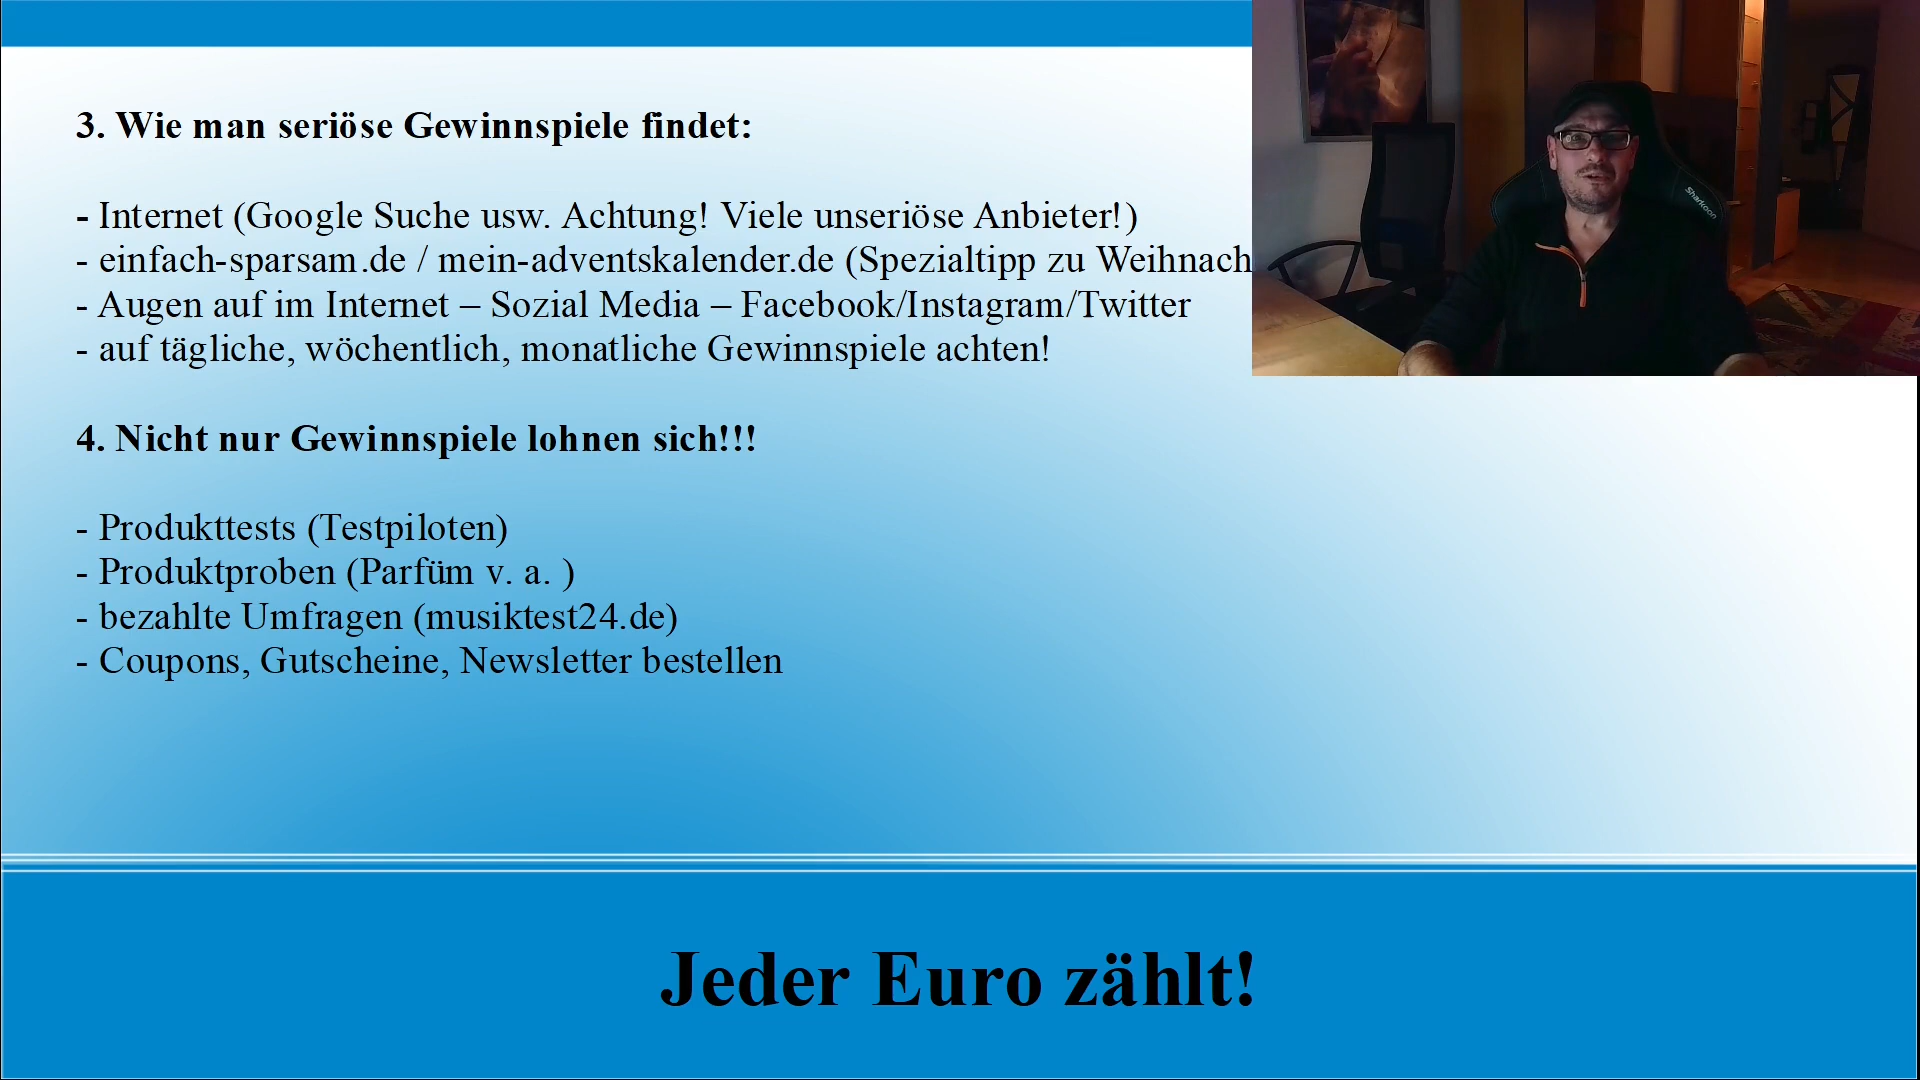 3. Wie man seriöse Gewinnspiele findet:
- Internet (Google Suche usw. Achtung! Viele unseriöse Anbieter!)
- einfach-sparsam.de / mein-adventskalender.de (Spezialtipp zu Weihnach
- Augen auf im Internet – Sozial Media – Facebook/Instagram/Twitter
- auf tägliche, wöchentlich, monatliche Gewinnspiele achten!
4. Nicht nur Gewinnspiele lohnen sich!!!
- Produkttests (Testpiloten)
- Produktproben (Parfüm v. a. )
- bezahlte Umfragen (musiktest24.de)
- Coupons, Gutscheine, Newsletter bestellen
Jeder Euro zählt!
Sharkoon